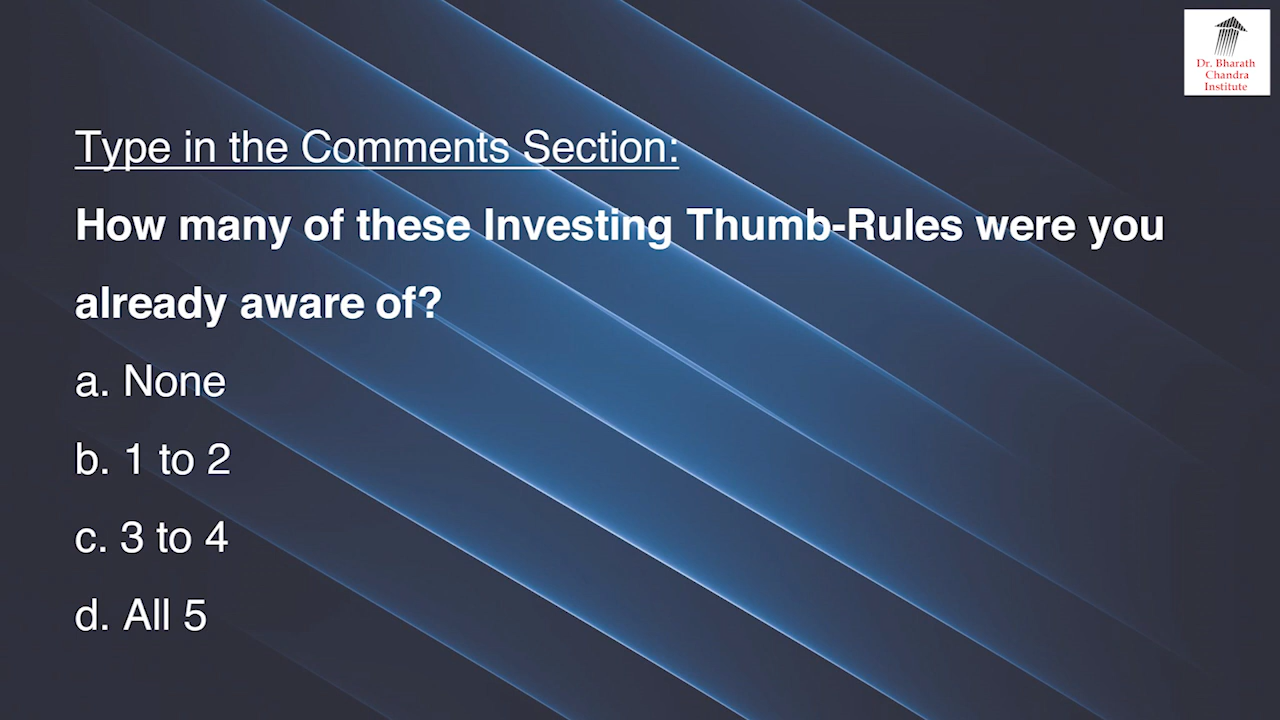 Dr. Bharath
Chandra
Institute
Type in the Comments Section:
How many of these Investing Thumb-Rules were you
already aware of?
a. None
b. 1 to 2
c. 3 to 4
d. All 5